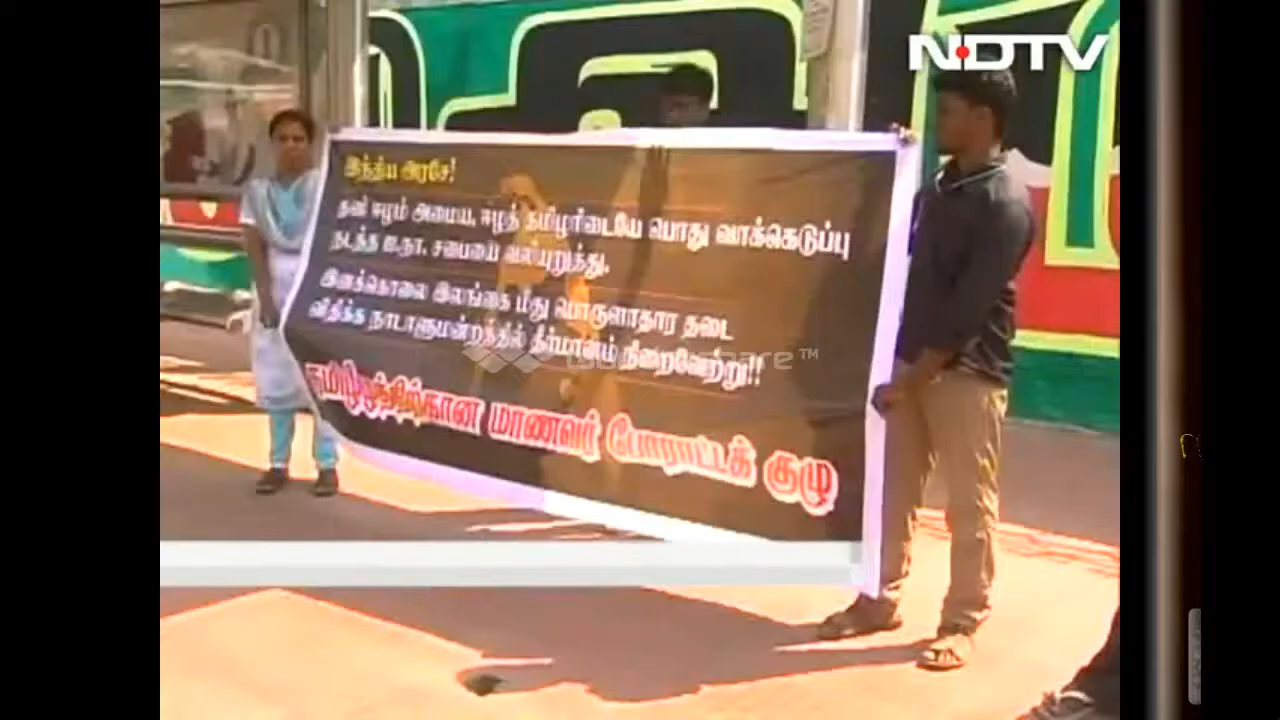 NDTV
இந்திய அரசே!
தனி ஈழம் அமைய, ஈழத் தமிழர்டையே பொது வாக்கெடுப்பு
நடத்த ஐ.நா. சபையை வலியுறுத்து.
இனக்கொலை இலங்கை மீது பொருளாதார தடை
விதிக்க நாடாளுமன்றத்தில் தீர்மானம் நிறைவேற்று!!
தமிழீழத்திற்கான மாணவர் போராட்டக் குழு